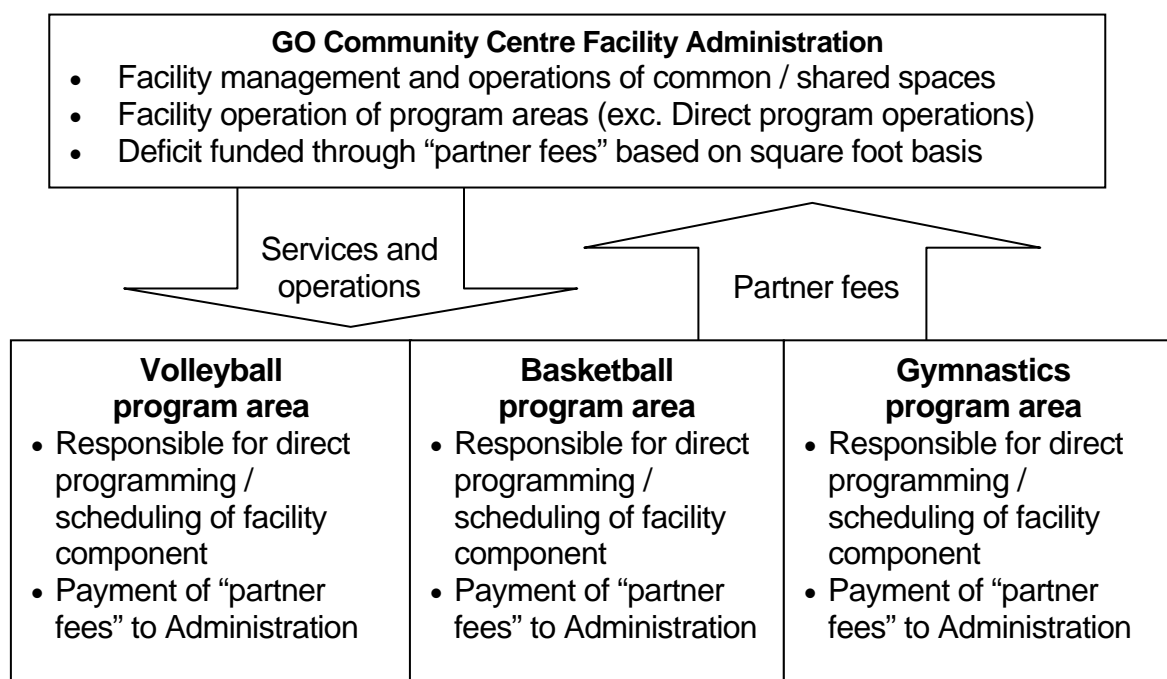 GO Community Centre Facility Administration
• Facility management and operations of common / shared spaces
• Facility operation of program areas (exc. Direct program operations)
• Deficit funded through “partner fees” based on square foot basis
Services and
operations
Partner fees
Volleyball
program area
• Responsible for direct
programming /
scheduling of facility
component
• Payment of “partner
fees” to Administration
Basketball
program area
• Responsible for direct
programming /
scheduling of facility
component
• Payment of “partner
fees” to Administration
Gymnastics
program area
• Responsible for direct
programming /
scheduling of facility
component
• Payment of “partner
fees” to Administration